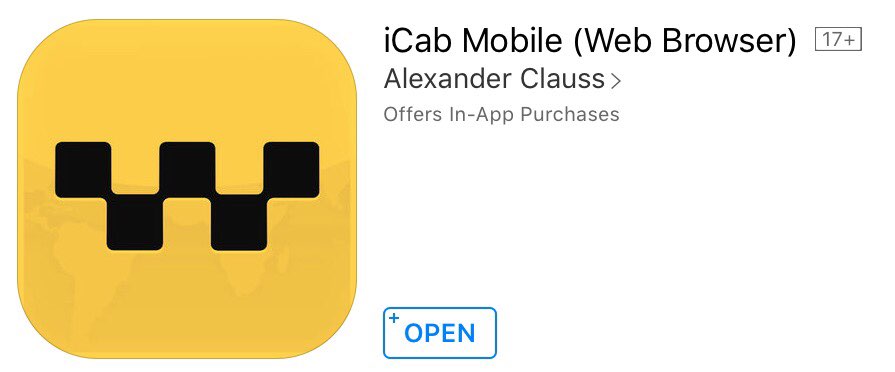 iCab Mobile (Web Browser) 17+
Alexander Clauss >
Offers In-App Purchases
+ OPEN